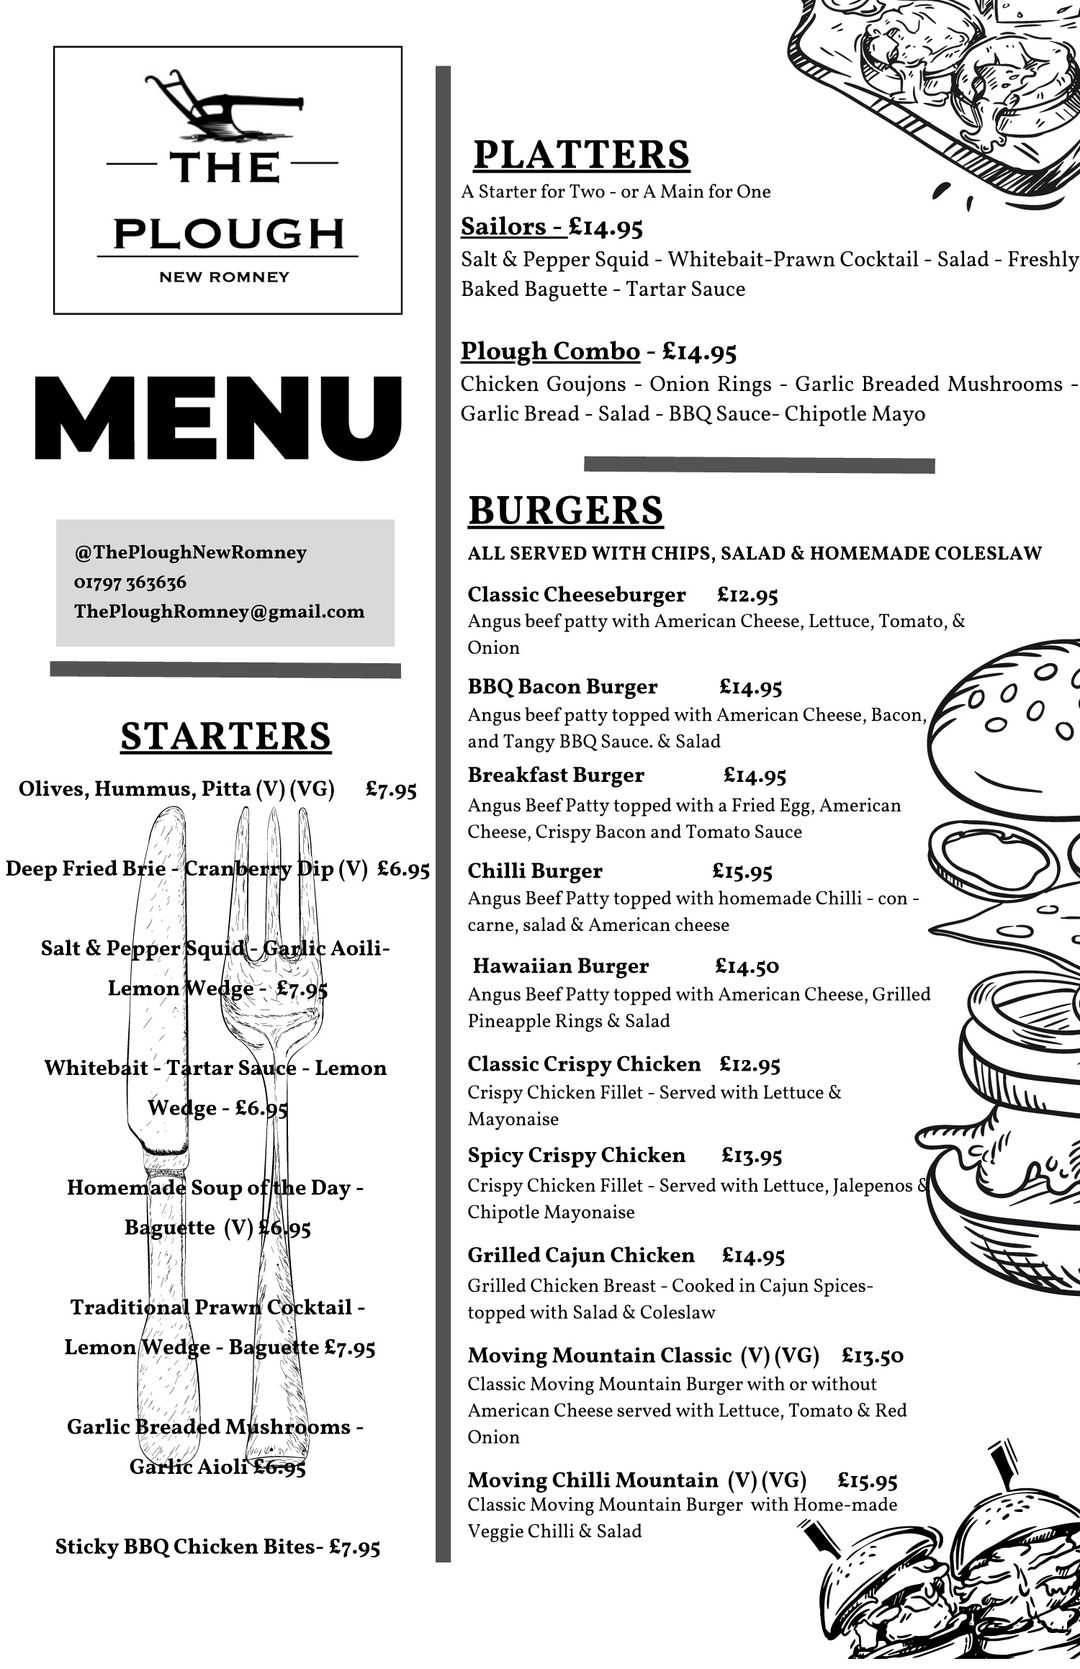 THE
PLOUGH
NEW ROMNEY
MENU
@ThePloughNewRomney
01797 363636
ThePloughRomney@gmail.com
STARTERS
Olives, Hummus, Pitta (V) (VG) £7.95
Deep Fried Brie - Cranberry Dip (V) £6.95
Salt & Pepper Squid - Garlic Aoili-
Lemon Wedge - £7.95
Whitebait - Tartar Sauce - Lemon
Wedge - £6.95
Homemade Soup of the Day -
Baguette (V) £6.95
Traditional Prawn Cocktail -
Lemon Wedge - Baguette £7.95
Garlic Breaded Mushrooms -
Garlic Aioli £6.95
Sticky BBQ Chicken Bites- £7.95
PLATTERS
A Starter for Two - or A Main for One
Sailors - £14.95
Salt & Pepper Squid - Whitebait-Prawn Cocktail - Salad - Freshly
Baked Baguette - Tartar Sauce
Plough Combo - £14.95
Chicken Goujons - Onion Rings - Garlic Breaded Mushrooms -
Garlic Bread - Salad - BBQ Sauce- Chipotle Mayo
BURGERS
ALL SERVED WITH CHIPS, SALAD & HOMEMADE COLESLAW
Classic Cheeseburger £12.95
Angus beef patty with American Cheese, Lettuce, Tomato, &
Onion
BBQ Bacon Burger £14.95
Angus beef patty topped with American Cheese, Bacon,
and Tangy BBQ Sauce. & Salad
Breakfast Burger £14.95
Angus Beef Patty topped with a Fried Egg, American
Cheese, Crispy Bacon and Tomato Sauce
Chilli Burger £15.95
Angus Beef Patty topped with homemade Chilli - con -
carne, salad & American cheese
Hawaiian Burger £14.50
Angus Beef Patty topped with American Cheese, Grilled
Pineapple Rings & Salad
Classic Crispy Chicken £12.95
Crispy Chicken Fillet - Served with Lettuce &
Mayonaise
Spicy Crispy Chicken £13.95
Crispy Chicken Fillet - Served with Lettuce, Jalepenos &
Chipotle Mayonaise
Grilled Cajun Chicken £14.95
Grilled Chicken Breast - Cooked in Cajun Spices-
topped with Salad & Coleslaw
Moving Mountain Classic (V) (VG) £13.50
Classic Moving Mountain Burger with or without
American Cheese served with Lettuce, Tomato & Red
Onion
Moving Chilli Mountain (V) (VG) £15.95
Classic Moving Mountain Burger with Home-made
Veggie Chilli & Salad